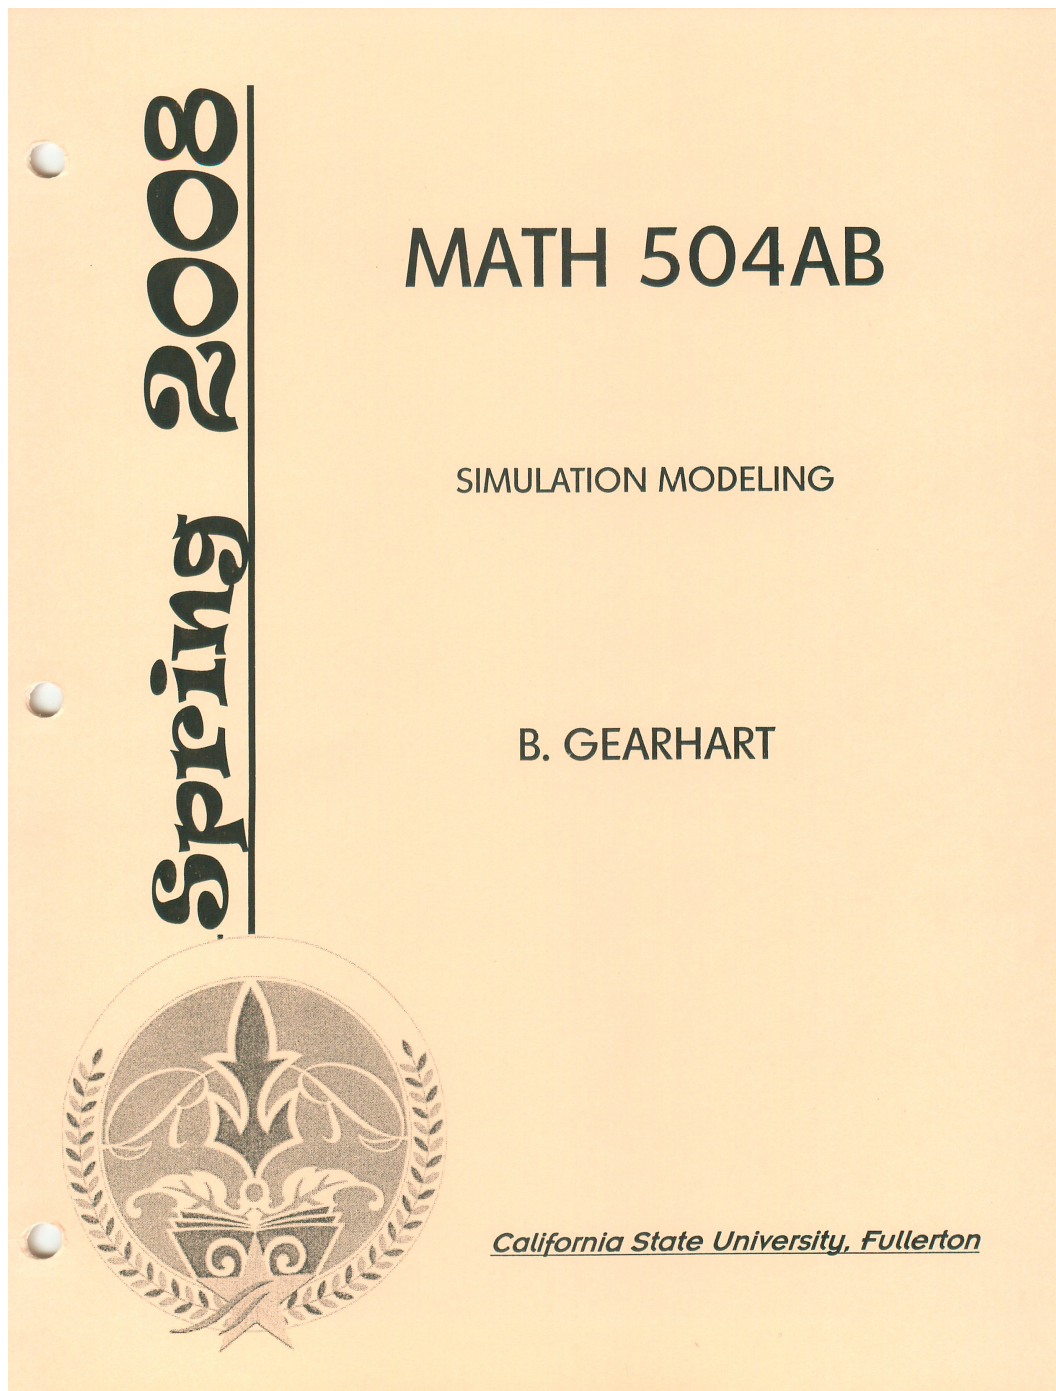 Spring 2008
MATH 504AB
SIMULATION MODELING
B. GEARHART
California State University, Fullerton